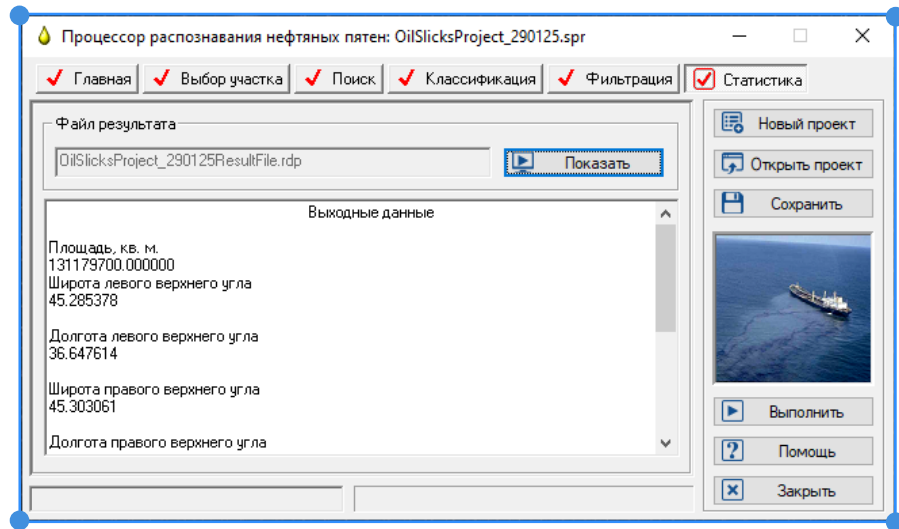 Процессор распознавания нефтяных пятен: OilSlicksProject_290125.spr
Главная
Выбор участка
Поиск
Классификация
Фильтрация
Статистика
Файл результата
OilSlicksProject_290125ResultFile.rdp
Показать
Выходные данные
Площадь, кв. м.
131179700.000000
Широта левого верхнего угла
45.285378
Долгота левого верхнего угла
36.647614
Широта правого верхнего угла
45.303061
Долгота правого верхнего угла
Новый проект
Открыть проект
Сохранить
Выполнить
Помощь
Закрыть